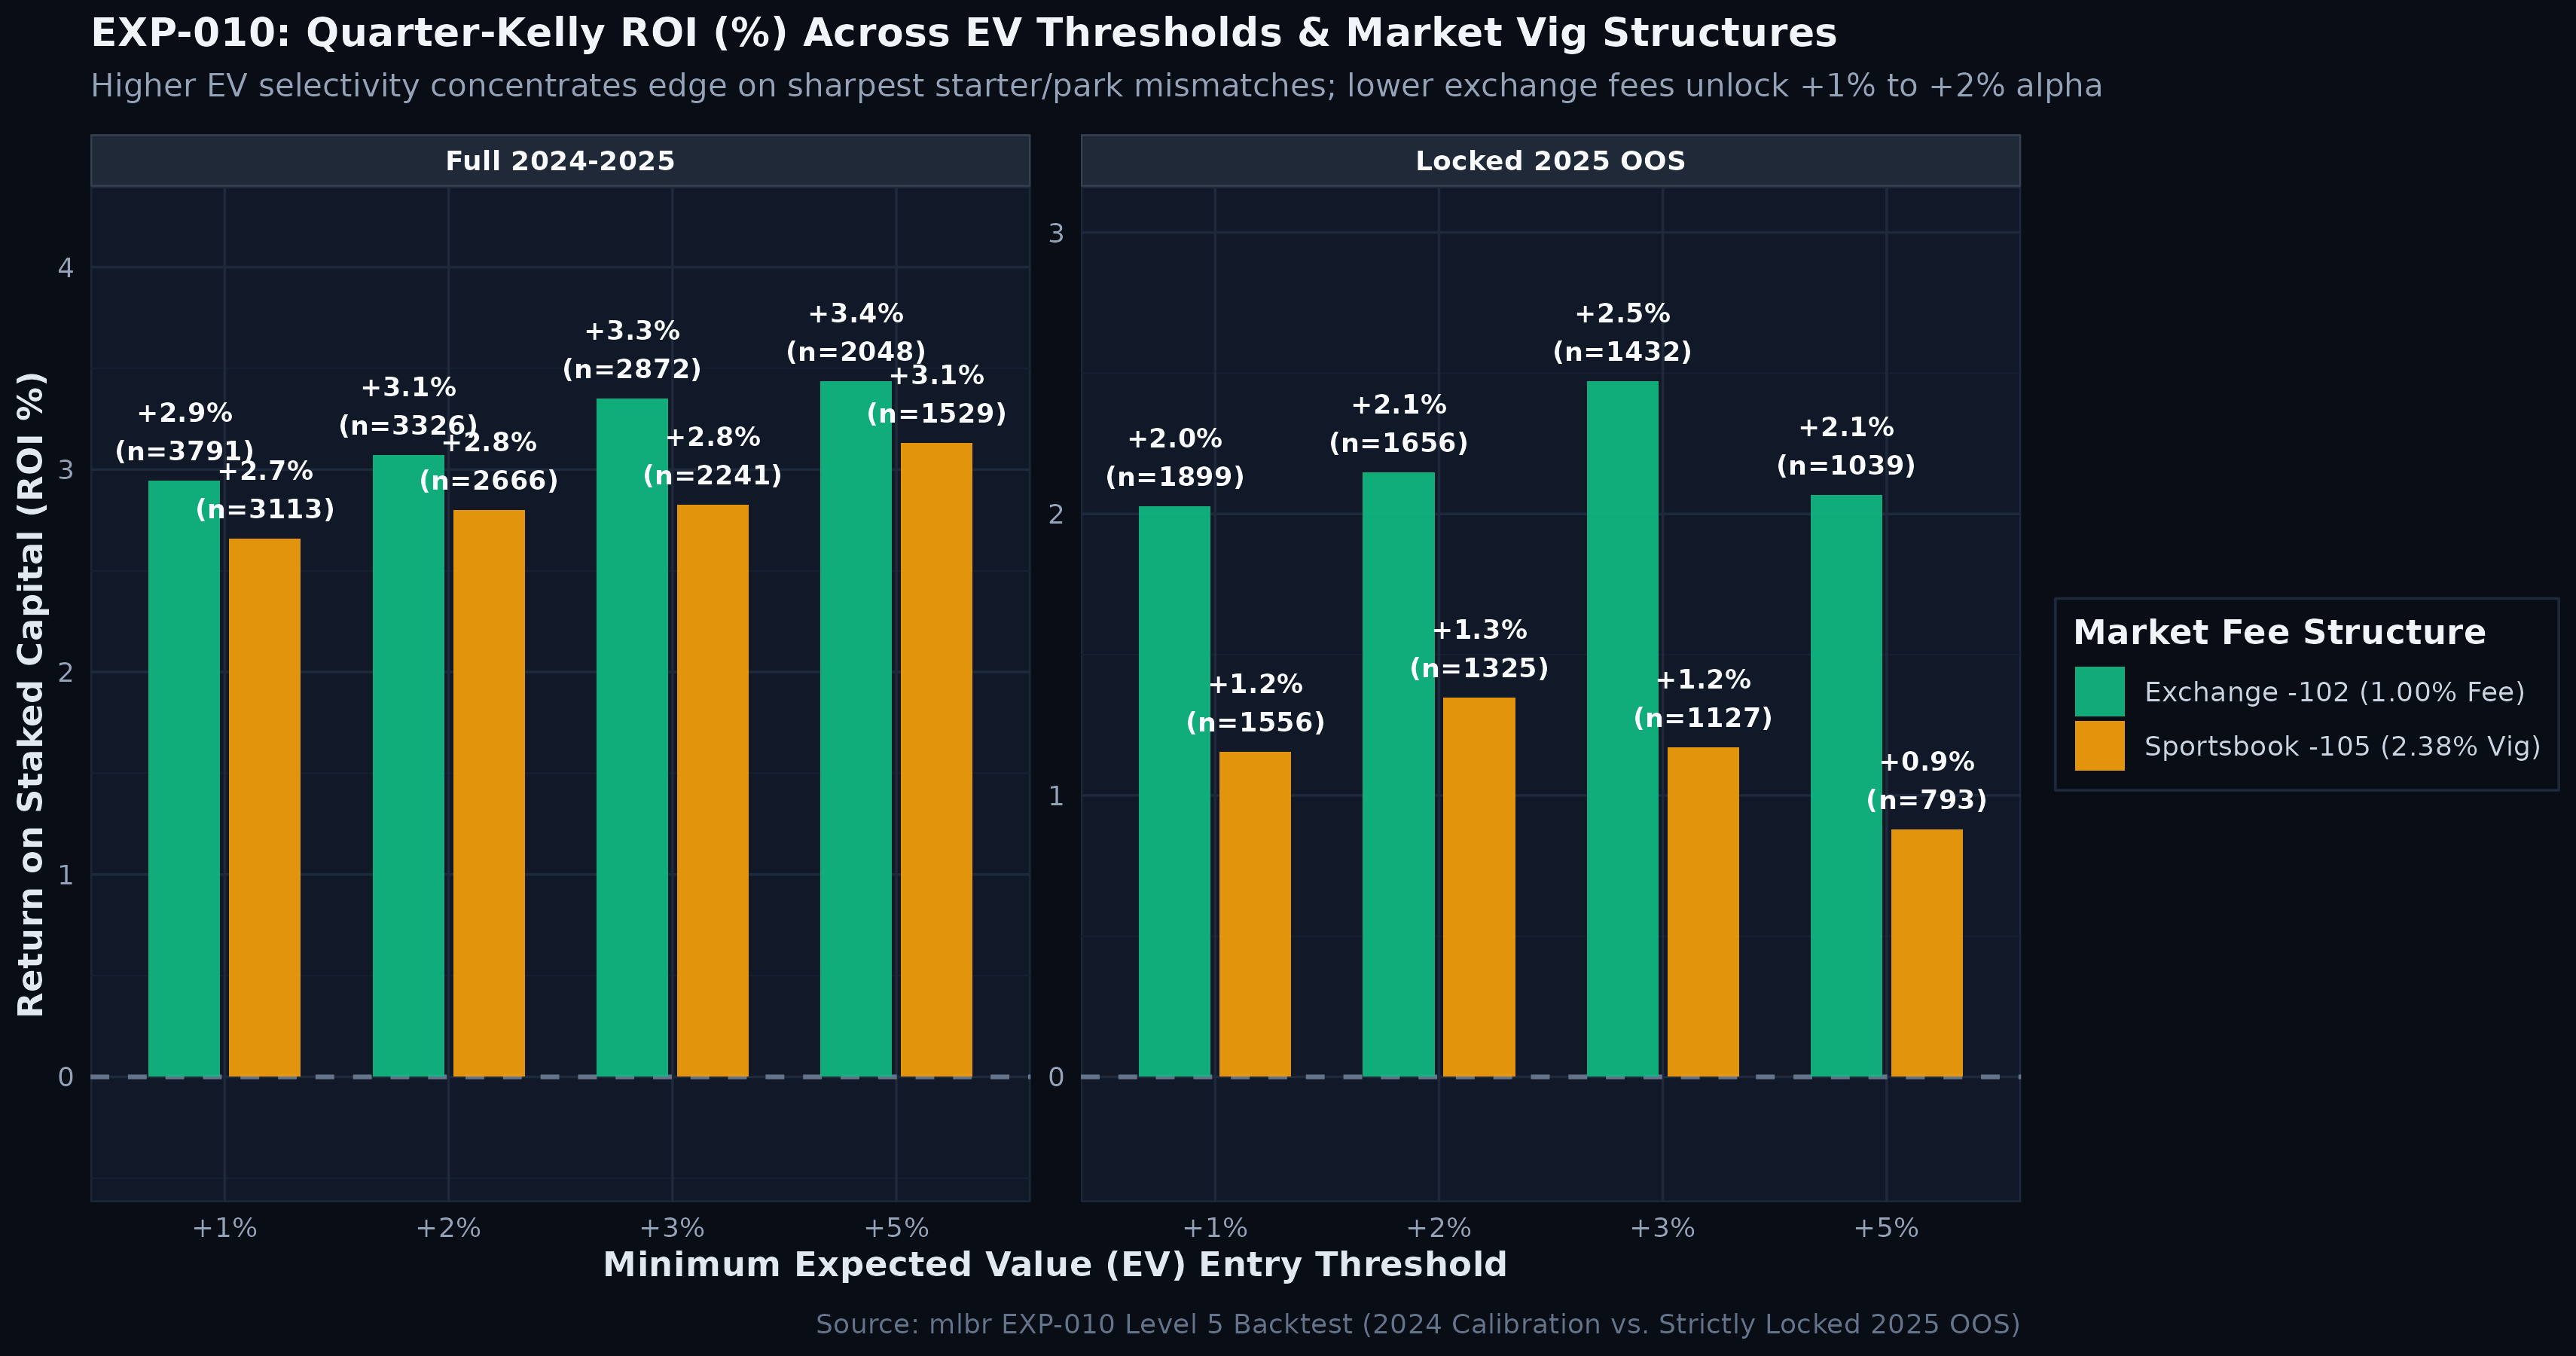 EXP-010: Quarter-Kelly ROI (%) Across EV Thresholds & Market Vig Structures
Higher EV selectivity concentrates edge on sharpest starter/park mismatches; lower exchange fees unlock +1% to +2% alpha
Full 2024-2025
Return on Staked Capital (ROI %)
4
3
2
1
0
+2.9%
(n=3791)
+2.7%
(n=3113)
+3.1%
(n=3326)
+2.8%
(n=2666)
+3.3%
(n=2872)
+2.8%
(n=2241)
+3.4%
(n=2048)
+3.1%
(n=1529)
+1%
+2%
+3%
+5%
Locked 2025 OOS
3
2
1
0
+2.0%
(n=1899)
+1.2%
(n=1556)
+2.1%
(n=1656)
+1.3%
(n=1325)
+2.5%
(n=1432)
+1.2%
(n=1127)
+2.1%
(n=1039)
+0.9%
(n=793)
+1%
+2%
+3%
+5%
Minimum Expected Value (EV) Entry Threshold
Market Fee Structure
Exchange -102 (1.00% Fee)
Sportsbook -105 (2.38% Vig)
Source: mlbr EXP-010 Level 5 Backtest (2024 Calibration vs. Strictly Locked 2025 OOS)